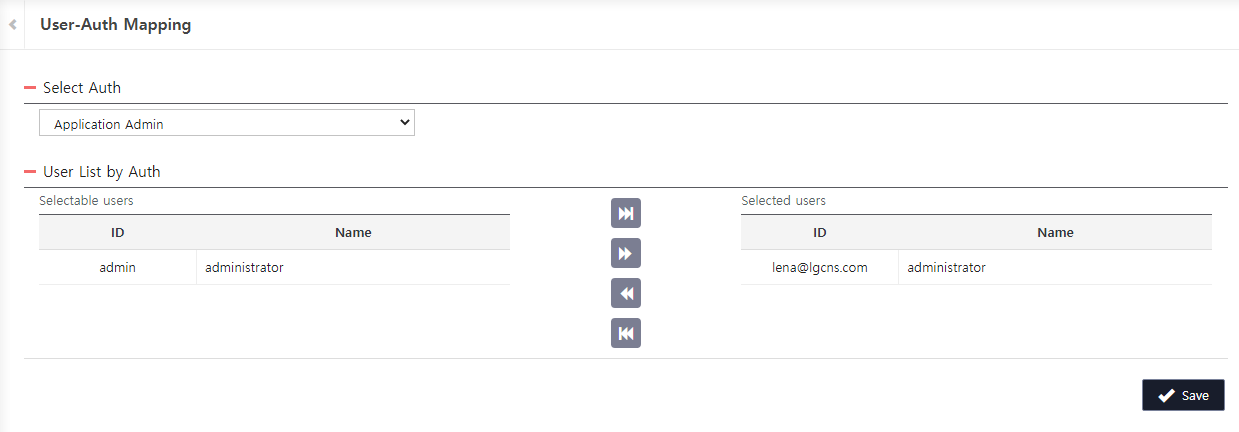 User-Auth Mapping
Select Auth
Application Admin
User List by Auth
Selectable users
ID Name
admin administrator
Selected users
ID Name
lena@lgcns.com administrator
Save